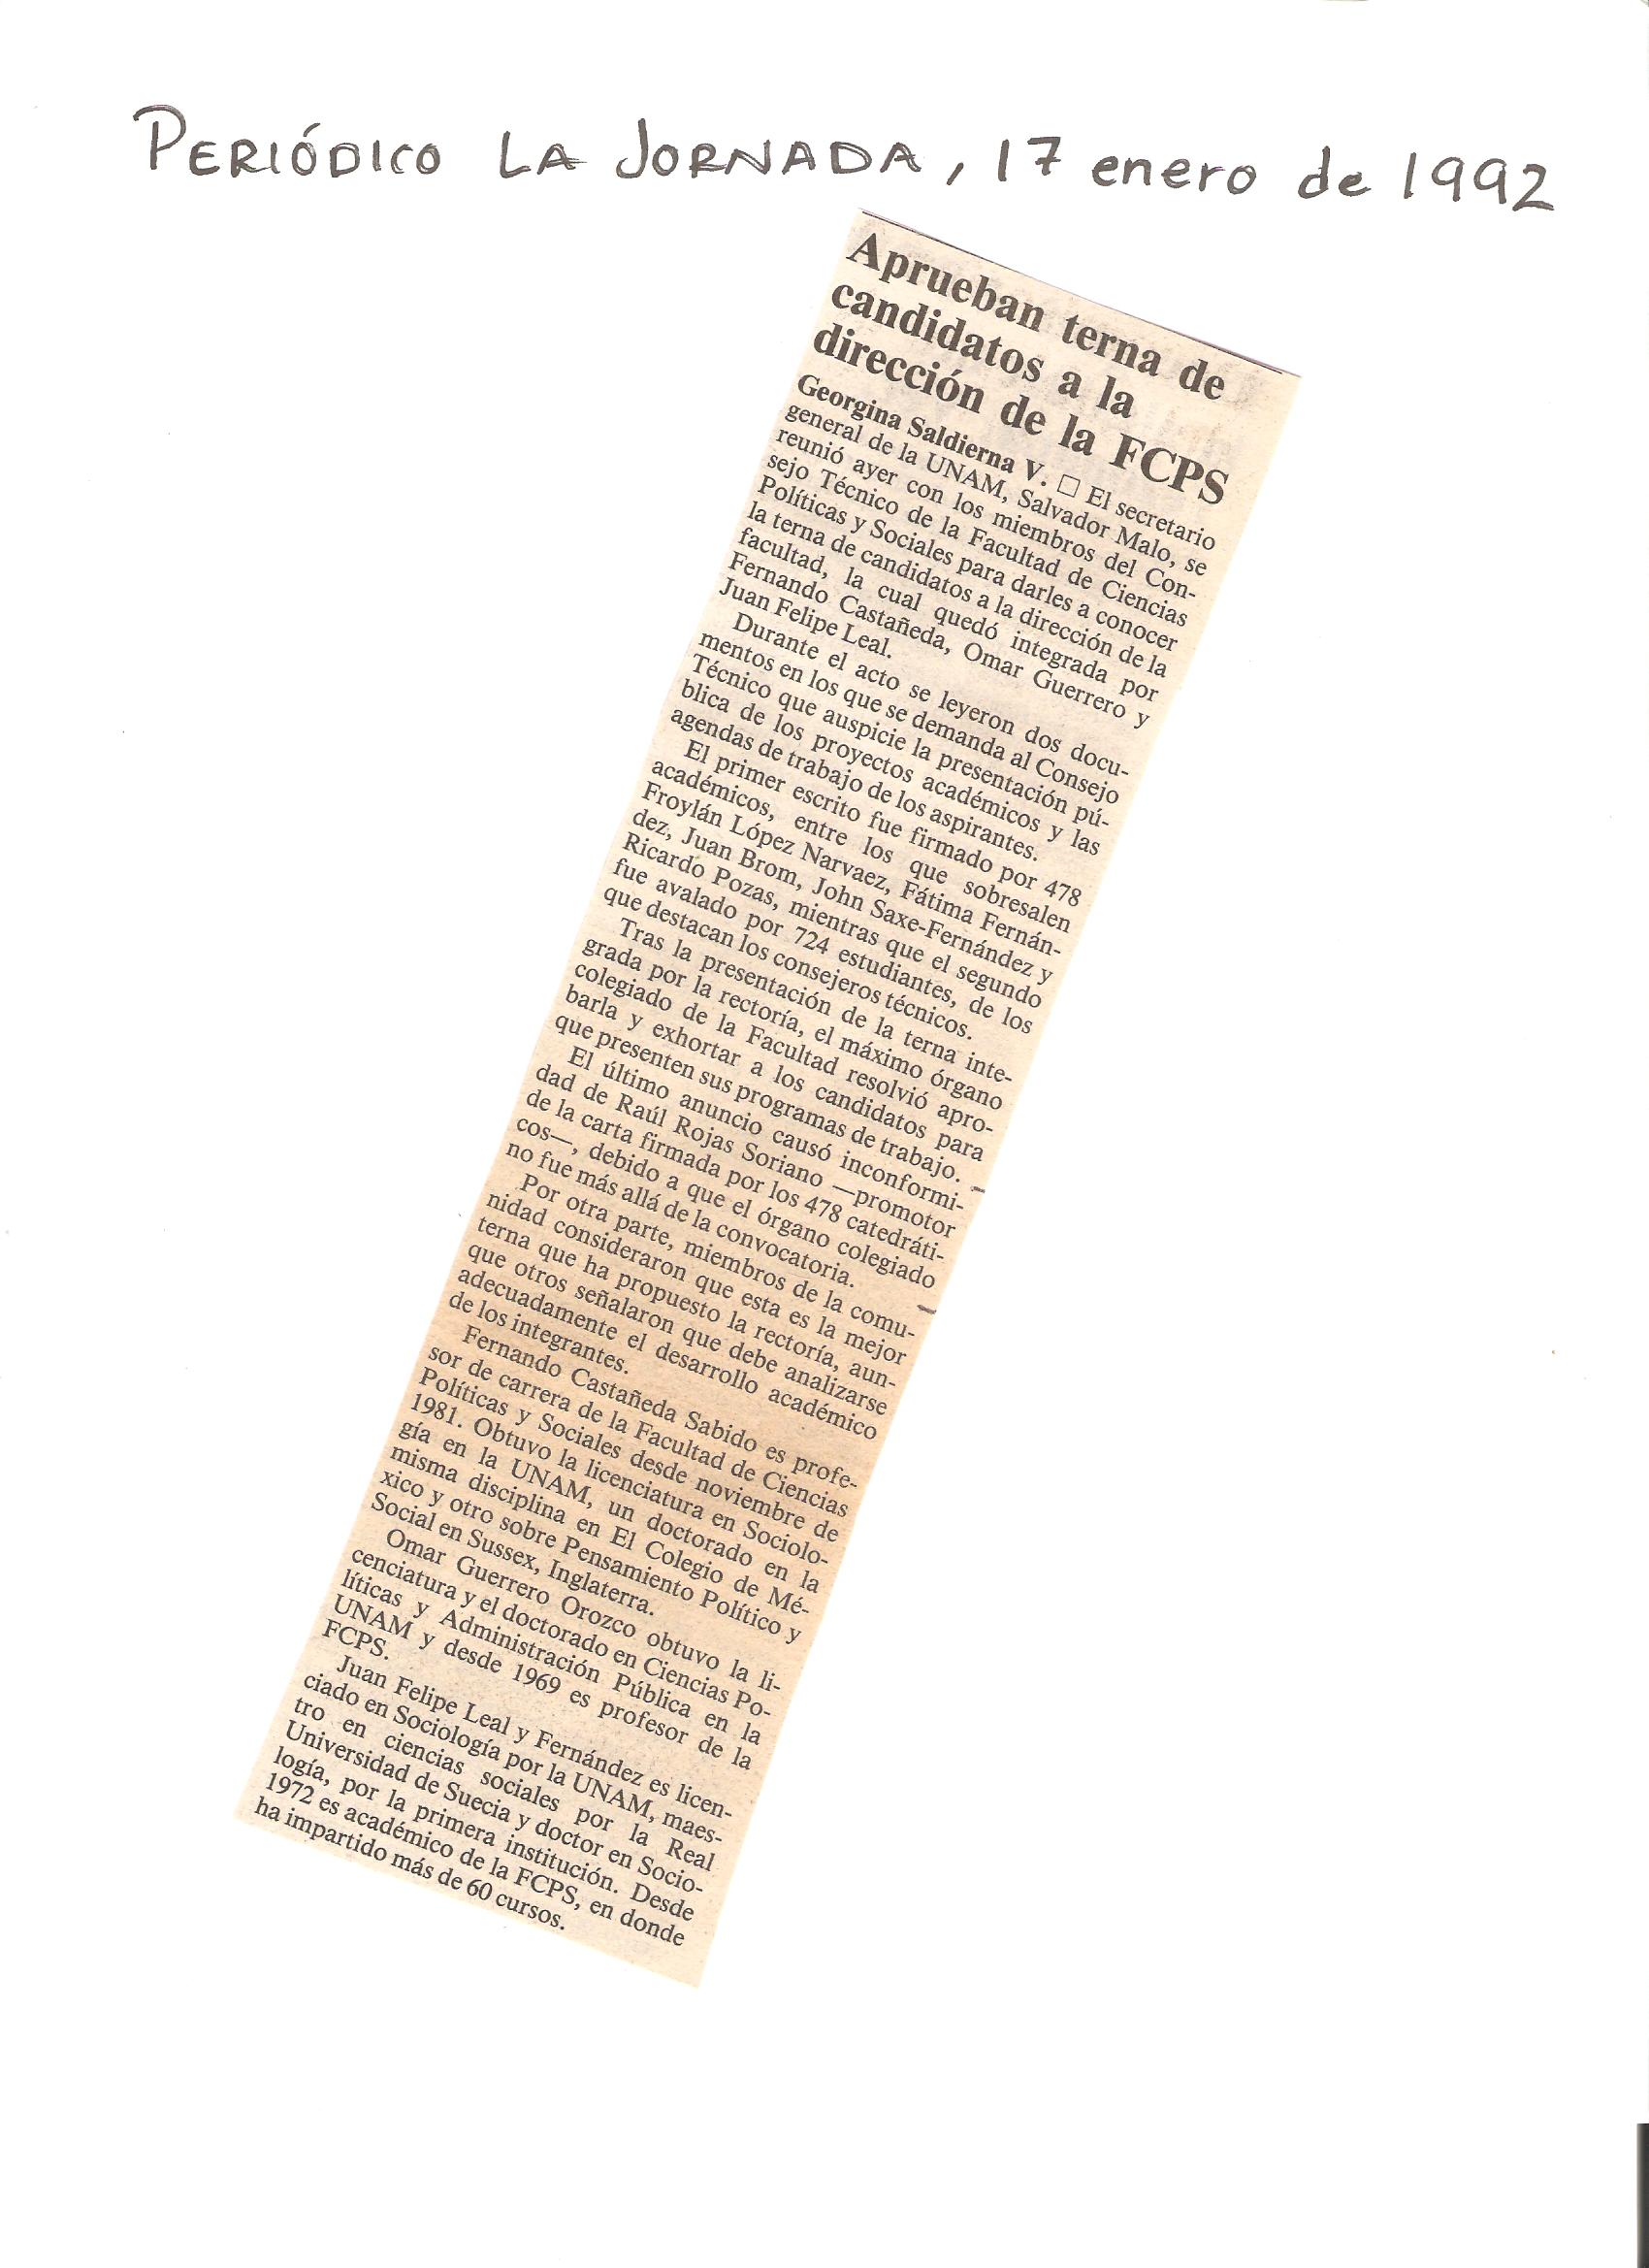 PERIÓDICO LA JORNADA, 17 enero de 1992
Aprueban terna de
candidatos a la
dirección de la FCPS
Georgina Saldierna V. □ El secretario
general de la UNAM, Salvador Malo, se
reunió ayer con los miembros del Con-
sejo Técnico de la Facultad de Ciencias
Políticas y Sociales para darles a conocer
la terna de candidatos a la dirección de la
facultad, la cual quedó integrada por
Fernando Castañeda, Omar Guerrero y
Juan Felipe Leal.
Durante el acto se leyeron dos docu-
mentos en los que se demanda al Consejo
Técnico que auspicie la presentación pú-
blica de los proyectos académicos y las
agendas de trabajo de los aspirantes.
El primer escrito fue firmado por 478
académicos, entre los que sobresalen
Froylán López Narvaez, Fátima Fernán-
dez, Juan Brom, John Saxe-Fernández y
Ricardo Pozas, mientras que el segundo
fue avalado por 724 estudiantes, de los
que destacan los consejeros técnicos.
Tras la presentación de la terna inte-
grada por la rectoría, el máximo órgano
colegiado de la Facultad resolvió apro-
barla y exhortar a los candidatos para
que presenten sus programas de trabajo.
El último anuncio causó inconformi-
dad de Raúl Rojas Soriano —promotor
de la carta firmada por los 478 catedráti-
cos—, debido a que el órgano colegiado
no fue más allá de la convocatoria.
Por otra parte, miembros de la comu-
nidad consideraron que esta es la mejor
terna que ha propuesto la rectoría, aun-
que otros señalaron que debe analizarse
adecuadamente el desarrollo académico
de los integrantes.
Fernando Castañeda Sabido es profe-
sor de carrera de la Facultad de Ciencias
Políticas y Sociales desde noviembre de
1981. Obtuvo la licenciatura en Sociolo-
gía en la UNAM, un doctorado en la
misma disciplina en El Colegio de Mé-
xico y otro sobre Pensamiento Político y
Social en Sussex, Inglaterra.
Omar Guerrero Orozco obtuvo la li-
cenciatura y el doctorado en Ciencias Po-
líticas y Administración Pública en la
UNAM y desde 1969 es profesor de la
FCPS.
Juan Felipe Leal y Fernández es licen-
ciado en Sociología por la UNAM, maes-
tro en ciencias sociales por la Real
Universidad de Suecia y doctor en Socio-
logía, por la primera institución. Desde
1972 es académico de la FCPS, en donde
ha impartido más de 60 cursos.